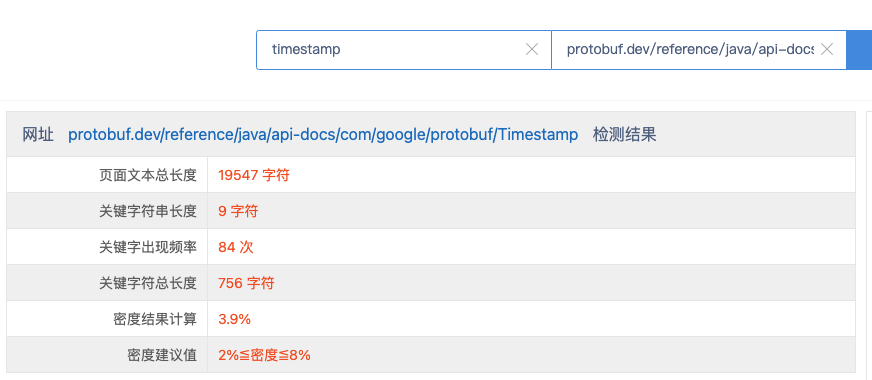 timestamp protobuf.dev/reference/java/api-docs
网址 protobuf.dev/reference/java/api-docs/com/google/protobuf/Timestamp 检测结果
页面文本总长度 19547 字符
关键字符串长度 9 字符
关键字出现频率 84 次
关键字符总长度 756 字符
密度结果计算 3.9%
密度建议值 2%≦密度≦8%